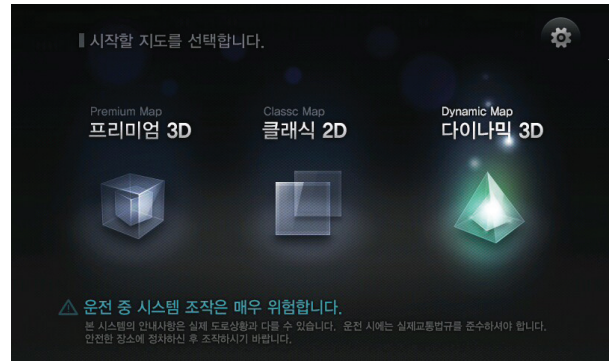 시작할 지도를 선택합니다.
Premium Map
프리미엄 3D
Classc Map
클래식 2D
Dynamic Map
다이나믹 3D
운전 중 시스템 조작은 매우 위험합니다.
본 시스템의 안내사항은 실제 도로상황과 다를 수 있습니다. 운전 시에는 실제교통법규를 준수하셔야 합니다.
안전한 장소에 정차하신 후 조작하시기 바랍니다.